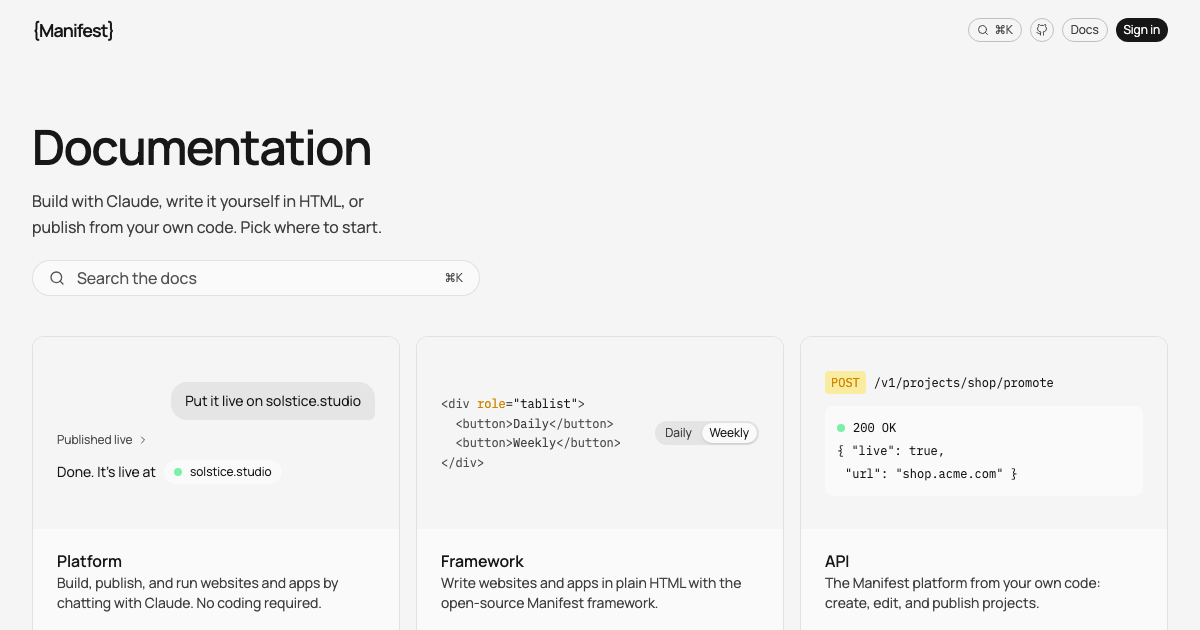 {Manifest}
⌘K
Docs
Sign in
Documentation
Build with Claude, write it yourself in HTML, or
publish from your own code. Pick where to start.
Search the docs
⌘K
Put it live on solstice.studio
Published live
Done. It's live at
solstice.studio
Platform
Build, publish, and run websites and apps by
chatting with Claude. No coding required.
<div role="tablist">
<button>Daily</button>
<button>Weekly</button>
</div>
Daily
Weekly
Framework
Write websites and apps in plain HTML with the
open-source Manifest framework.
POST /v1/projects/shop/promote
200 OK
{ "live": true,
"url": "shop.acme.com" }
API
The Manifest platform from your own code:
create, edit, and publish projects.